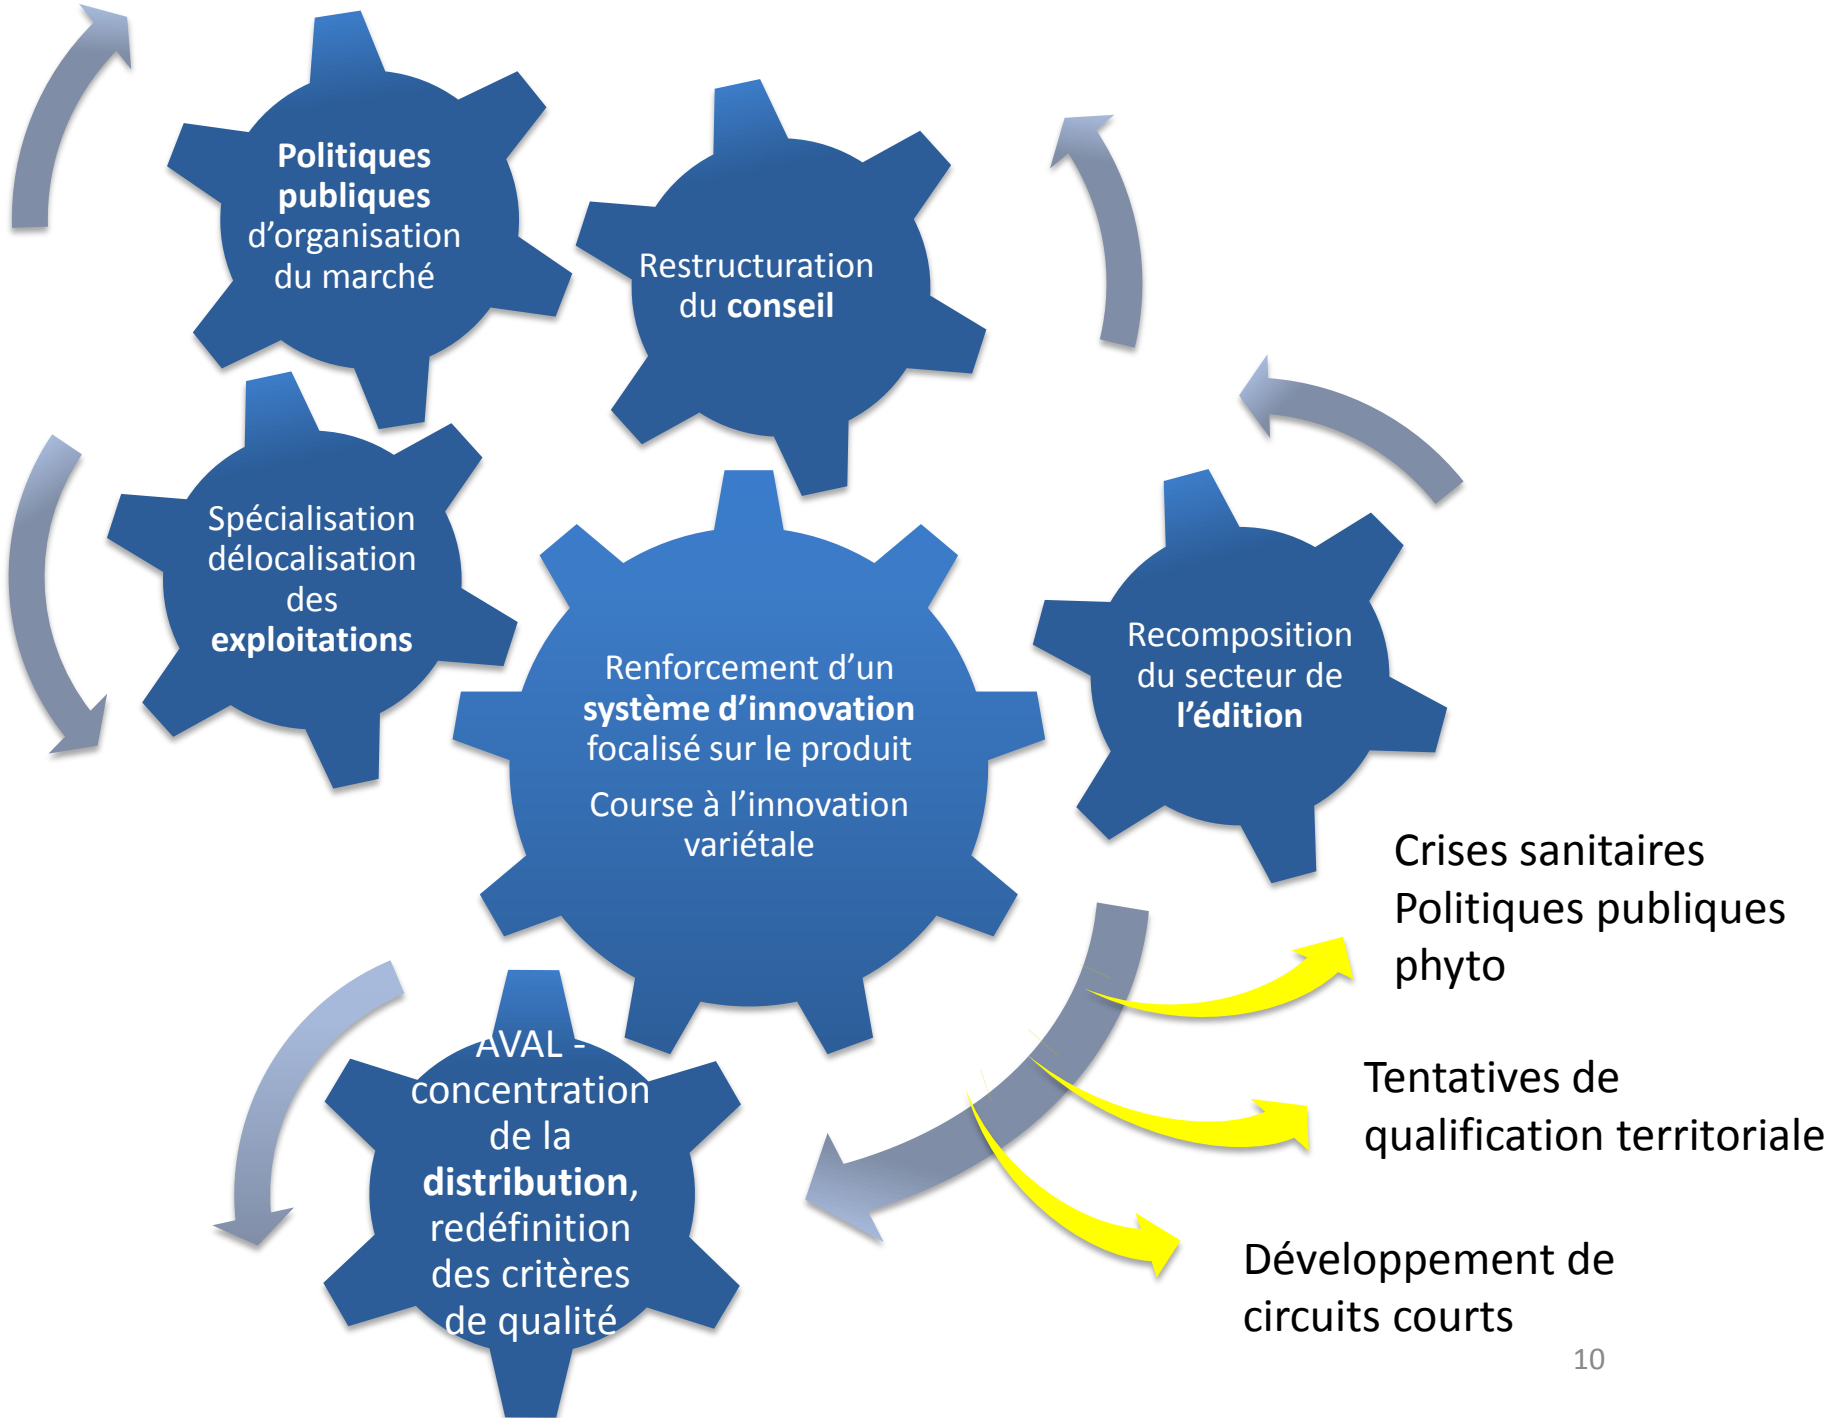 Politiques
publiques
d’organisation
du marché
Restructuration
du conseil
Spécialisation
délocalisation
des
exploitations
Renforcement d’un
système d’innovation
focalisé sur le produit
Course à l’innovation
variétale
Recomposition
du secteur de
l’édition
AVAL -
concentration
de la
distribution,
redéfinition
des critères
de qualité
Crises sanitaires
Politiques publiques
phyto
Tentatives de
qualification territoriale
Développement de
circuits courts
10